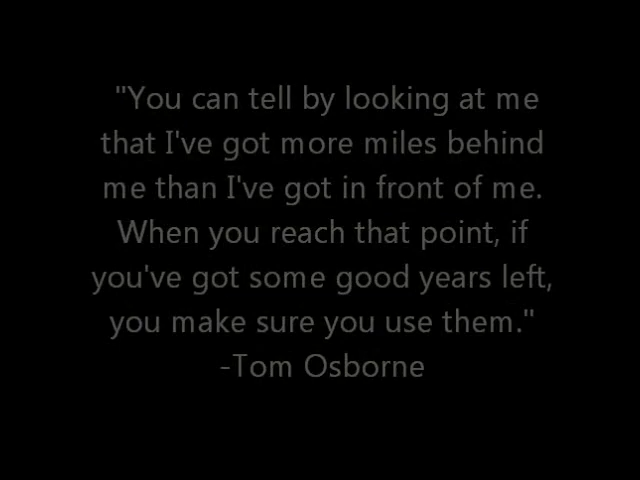 "You can tell by looking at me
that I've got more miles behind
me than I've got in front of me.
When you reach that point, if
you've got some good years left,
you make sure you use them."
-Tom Osborne